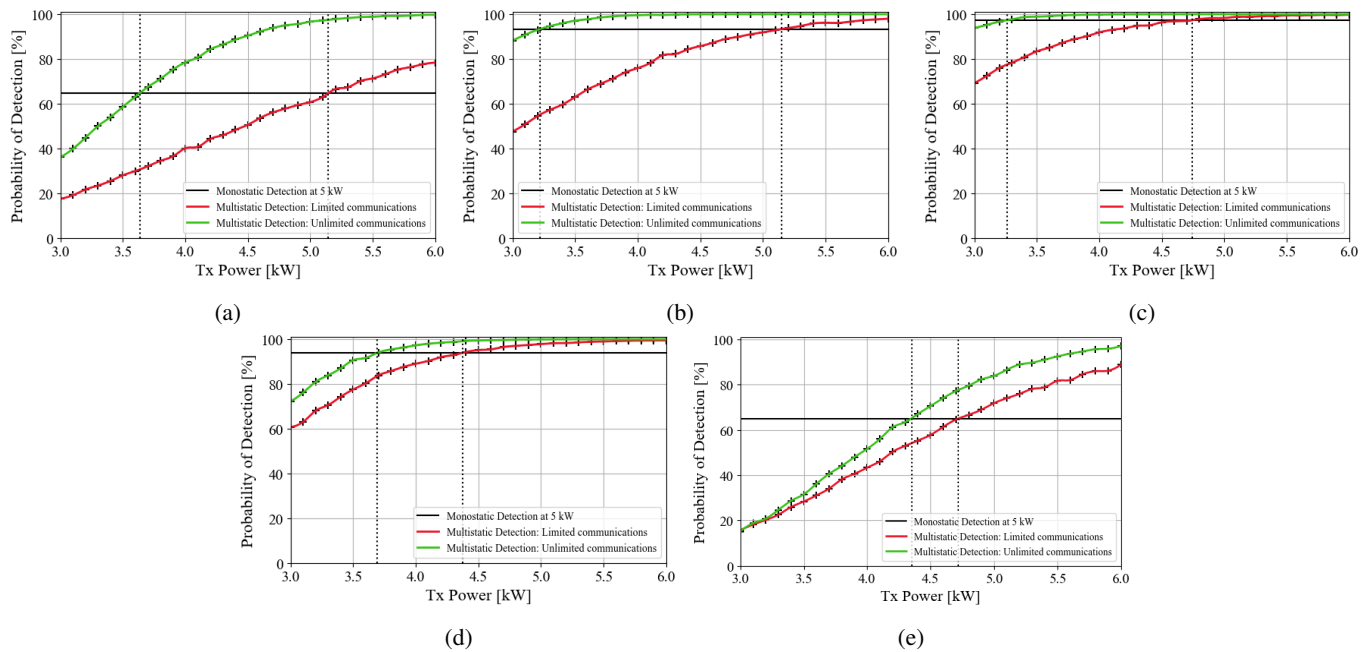 Probability of Detection [%]
100
80
60
40
20
0
Monostatic Detection at 5 kW
Multistatic Detection: Limited communications
Multistatic Detection: Unlimited communications
3.0 3.5 4.0 4.5 5.0 5.5 6.0
Tx Power [kW]
(a)
Probability of Detection [%]
100
80
60
40
20
0
Monostatic Detection at 5 kW
Multistatic Detection: Limited communications
Multistatic Detection: Unlimited communications
3.0 3.5 4.0 4.5 5.0 5.5 6.0
Tx Power [kW]
(b)
Probability of Detection [%]
100
80
60
40
20
0
Monostatic Detection at 5 kW
Multistatic Detection: Limited communications
Multistatic Detection: Unlimited communications
3.0 3.5 4.0 4.5 5.0 5.5 6.0
Tx Power [kW]
(c)
Probability of Detection [%]
100
80
60
40
20
0
Monostatic Detection at 5 kW
Multistatic Detection: Limited communications
Multistatic Detection: Unlimited communications
3.0 3.5 4.0 4.5 5.0 5.5 6.0
Tx Power [kW]
(d)
Probability of Detection [%]
100
80
60
40
20
0
Monostatic Detection at 5 kW
Multistatic Detection: Limited communications
Multistatic Detection: Unlimited communications
3.0 3.5 4.0 4.5 5.0 5.5 6.0
Tx Power [kW]
(e)